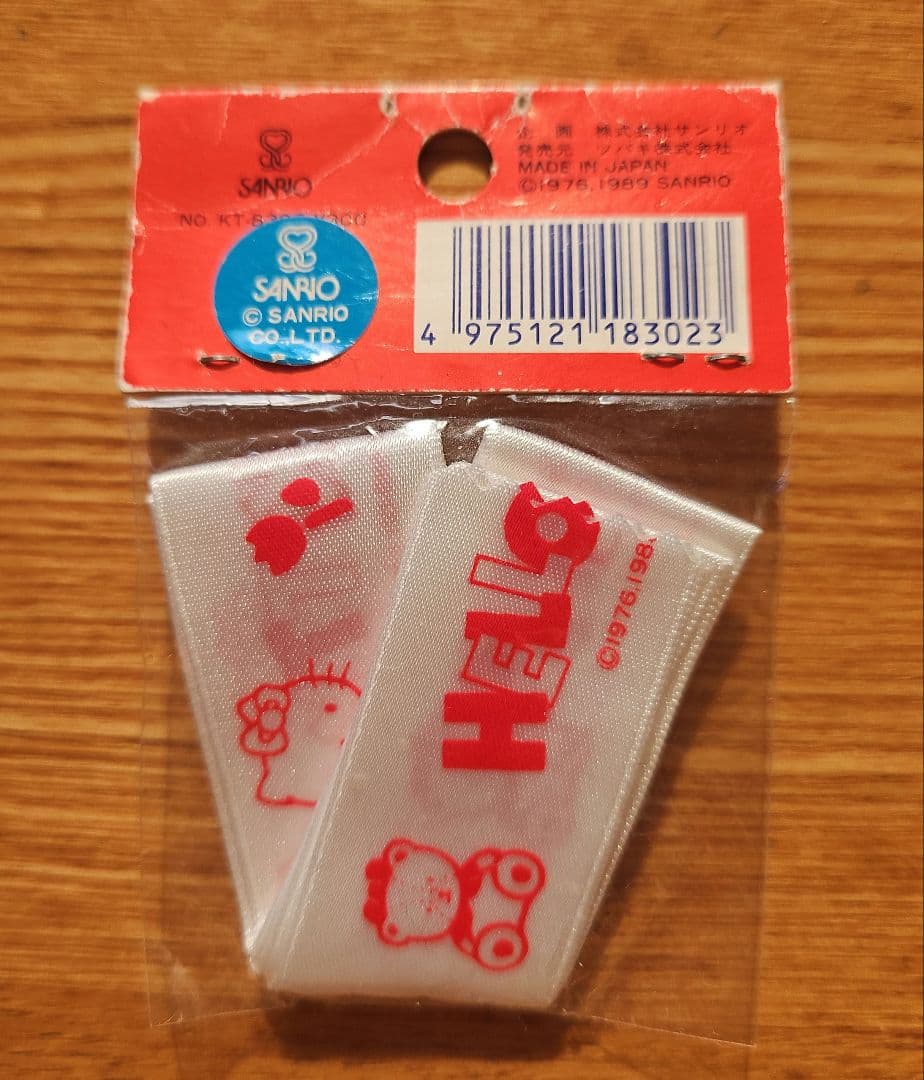 SANRIO
企画 株式会社サンリオ
発売元 ツバキ株式会社
MADE IN JAPAN
©1976,1989 SANRIO
NO.
SANRIO
© SANRIO
CO.,LTD.
4 975121 183023
HELLO
©1976,198